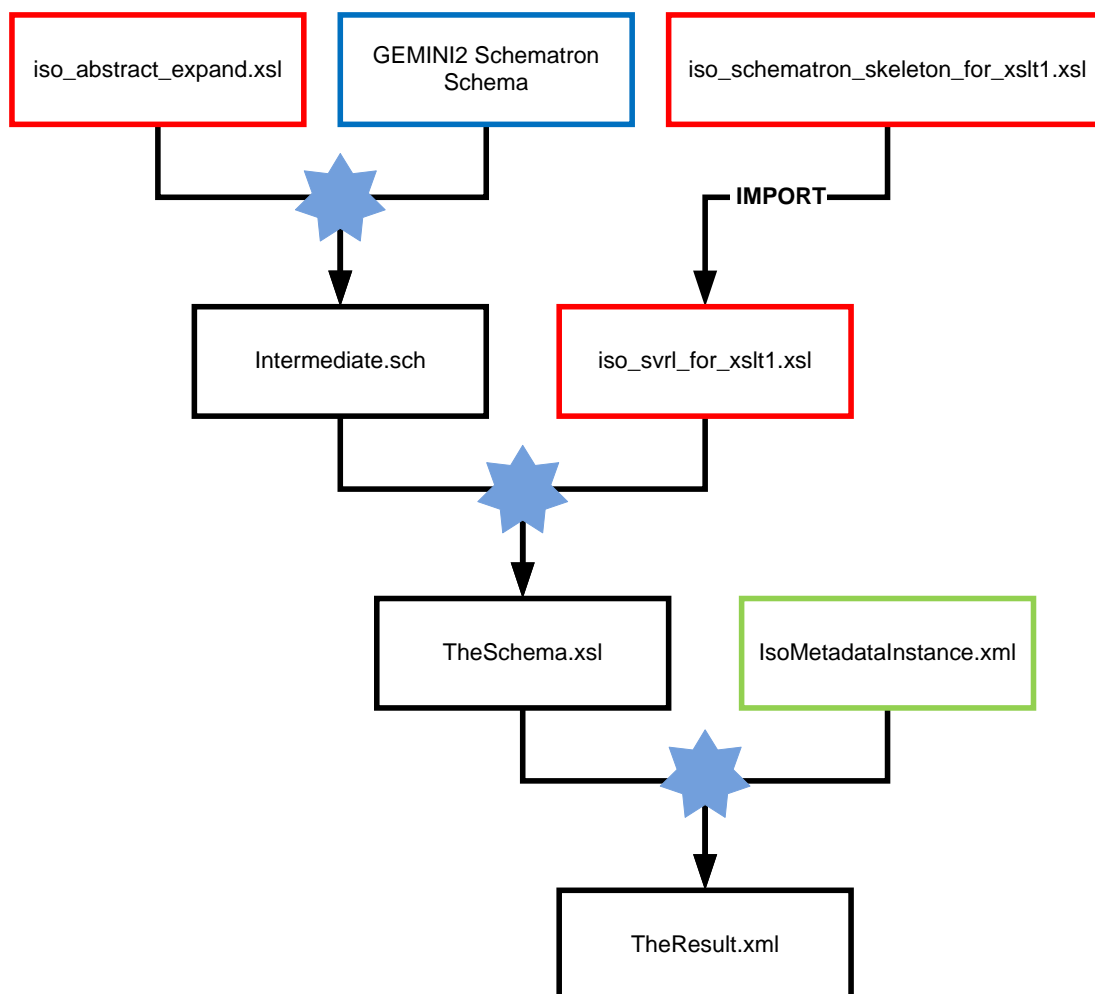 iso_abstract_expand.xsl
GEMINI2 Schematron
Schema
iso_schematron_skeleton_for_xslt1.xsl
IMPORT
Intermediate.sch
iso_svrl_for_xslt1.xsl
TheSchema.xsl
IsoMetadataInstance.xml
TheResult.xml